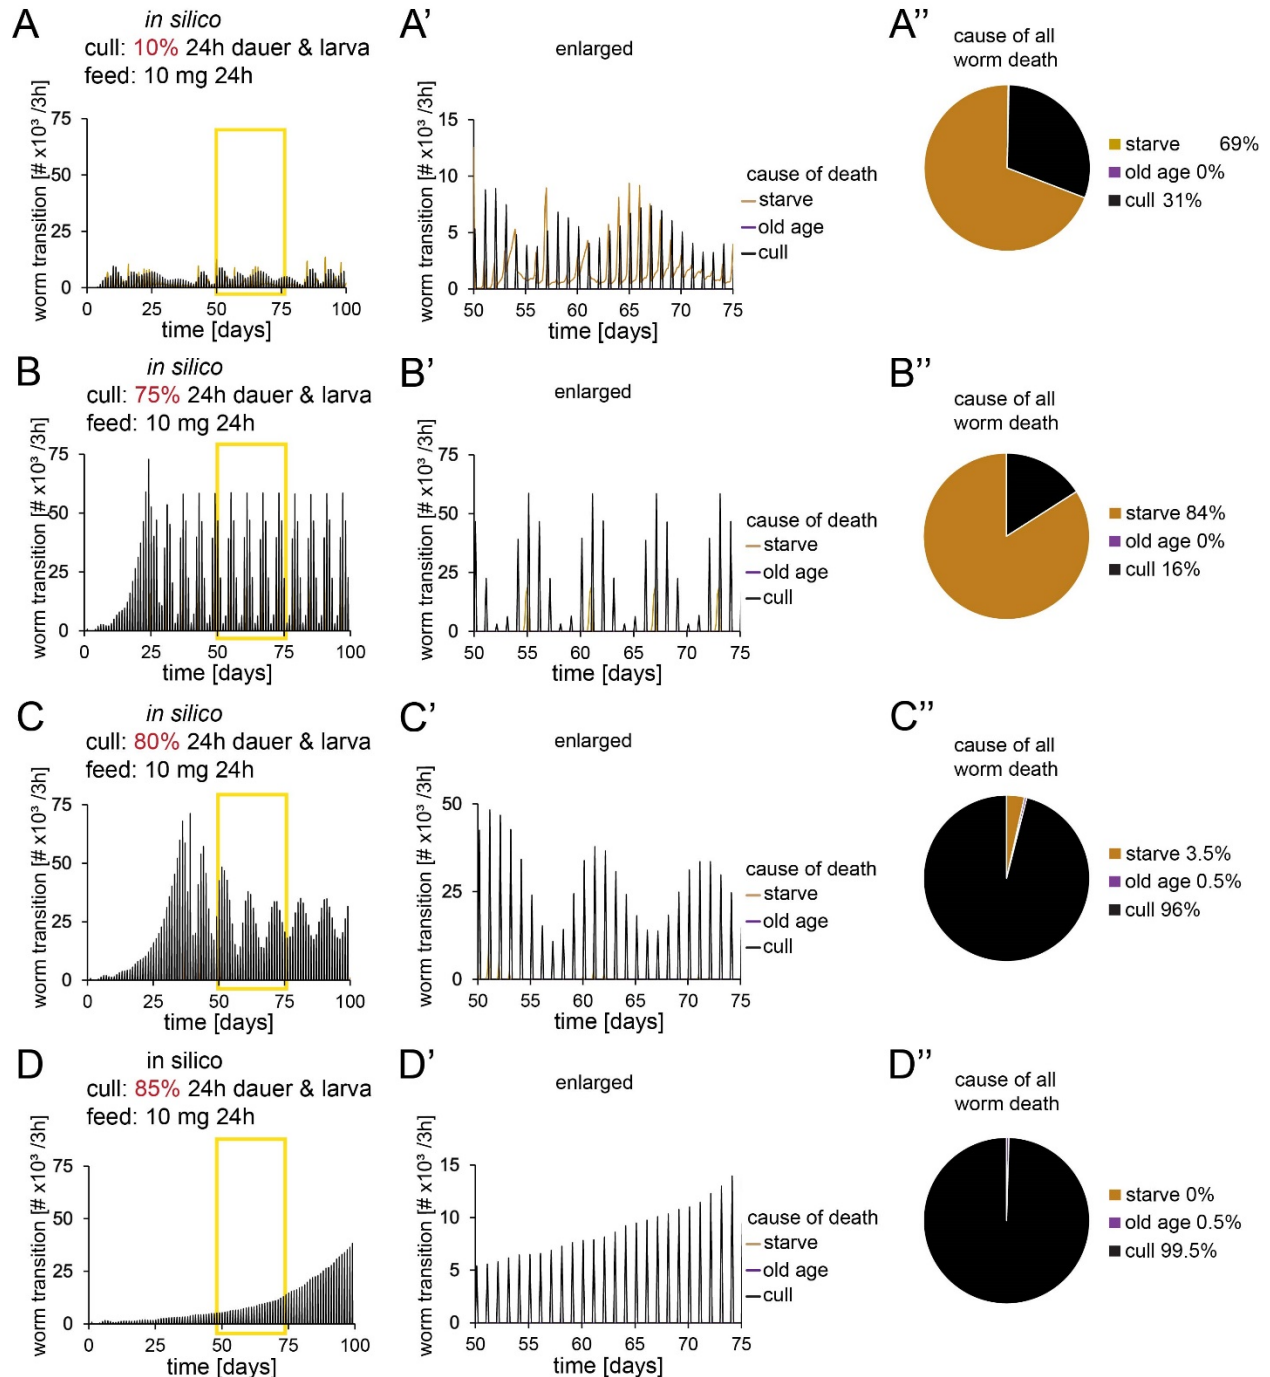 A
in silico
cull: 10% 24h dauer & larva
feed: 10 mg 24h
worm transition [# x10³ /3h]
75
50
25
0
0 25 50 75 100
time [days]
A'
enlarged
worm transition [# x10³ /3h]
15
10
5
0
50 55 60 65 70 75
time [days]
cause of death
starve
old age
cull
A''
cause of all
worm death
starve 69%
old age 0%
cull 31%
B
in silico
cull: 75% 24h dauer & larva
feed: 10 mg 24h
worm transition [# x10³ /3h]
75
50
25
0
0 25 50 75 100
time [days]
B'
enlarged
worm transition [# x10³ /3h]
75
50
25
0
50 55 60 65 70 75
time [days]
cause of death
starve
old age
cull
B''
cause of all
worm death
starve 84%
old age 0%
cull 16%
C
in silico
cull: 80% 24h dauer & larva
feed: 10 mg 24h
worm transition [# x10³ /3h]
75
50
25
0
0 25 50 75 100
time [days]
C'
enlarged
worm transition [# x10³ /3h]
50
25
0
50 55 60 65 70 75
time [days]
cause of death
starve
old age
cull
C''
cause of all
worm death
starve 3.5%
old age 0.5%
cull 96%
D
in silico
cull: 85% 24h dauer & larva
feed: 10 mg 24h
worm transition [# x10³ /3h]
75
50
25
0
0 25 50 75 100
time [days]
D'
enlarged
worm transition [# x10³ /3h]
15
10
5
0
50 55 60 65 70 75
time [days]
cause of death
starve
old age
cull
D''
cause of all
worm death
starve 0%
old age 0.5%
cull 99.5%